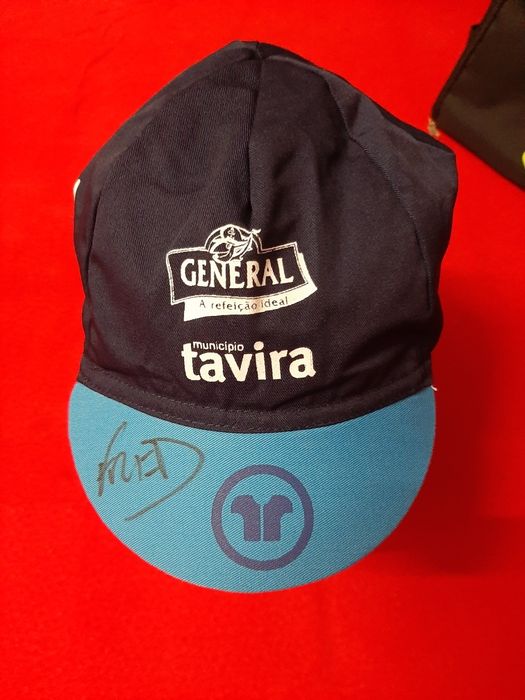 GENERAL
A refeição ideal
município
tavira